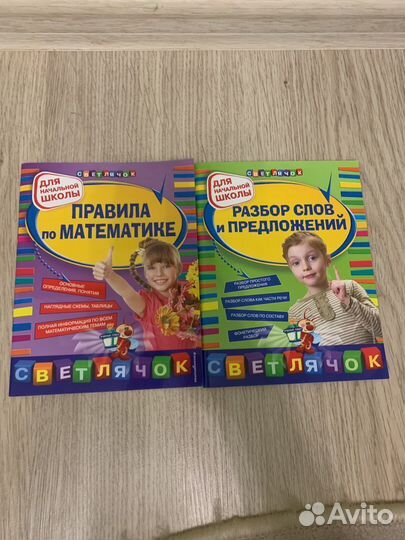 СВЕТЛЯЧОК
ДЛЯ
НАЧАЛЬНОЙ
ШКОЛЫ
ПРАВИЛА
ПО МАТЕМАТИКЕ
ОСНОВНЫЕ
ОПРЕДЕЛЕНИЯ, ПОНЯТИЯ
НАГЛЯДНЫЕ СХЕМЫ, ТАБЛИЦЫ
ПОЛНАЯ ИНФОРМАЦИЯ ПО ВСЕМ
МАТЕМАТИЧЕСКИМ ТЕМАМ
СВЕТЛЯЧОК
СВЕТЛЯЧОК
ДЛЯ
НАЧАЛЬНОЙ
ШКОЛЫ
РАЗБОР СЛОВ
И ПРЕДЛОЖЕНИЙ
РАЗБОР ПРОСТОГО
ПРЕДЛОЖЕНИЯ
РАЗБОР СЛОВА КАК ЧАСТИ РЕЧИ
РАЗБОР СЛОВ ПО СОСТАВУ
ФОНЕТИЧЕСКИЙ
РАЗБОР
СВЕТЛЯЧОК
Avito